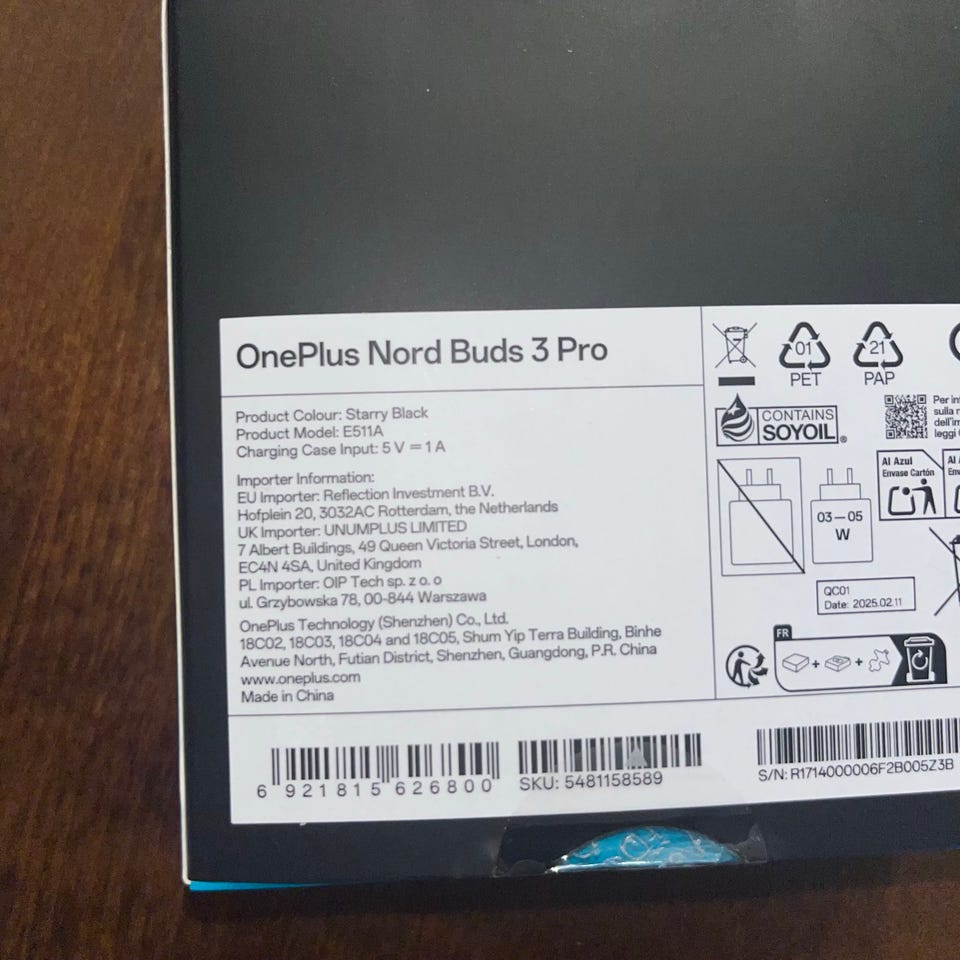 OnePlus Nord Buds 3 Pro
Product Colour: Starry Black
Product Model: E511A
Charging Case Input: 5 V ⎓ 1 A
Importer Information:
EU Importer: Reflection Investment B.V.
Hofplein 20, 3032AC Rotterdam, the Netherlands
UK Importer: UNUMPLUS LIMITED
7 Albert Buildings, 49 Queen Victoria Street, London,
EC4N 4SA, United Kingdom
PL Importer: OIP Tech sp. z o. o
ul. Grzybowska 78, 00-844 Warszawa
OnePlus Technology (Shenzhen) Co., Ltd.
18C02, 18C03, 18C04 and 18C05, Shum Yip Terra Building, Binhe
Avenue North, Futian District, Shenzhen, Guangdong, P.R. China
www.oneplus.com
Made in China
01
PET
21
PAP
CONTAINS
SOYOIL®
Per
sulla
leggi
Al Azul
Envase Cartón
Al
03 – 05
W
QC01
Date: 2025.02.11
FR
6 921815 626800
SKU: 5481158589
S/N: R1714000006F2B005Z3B